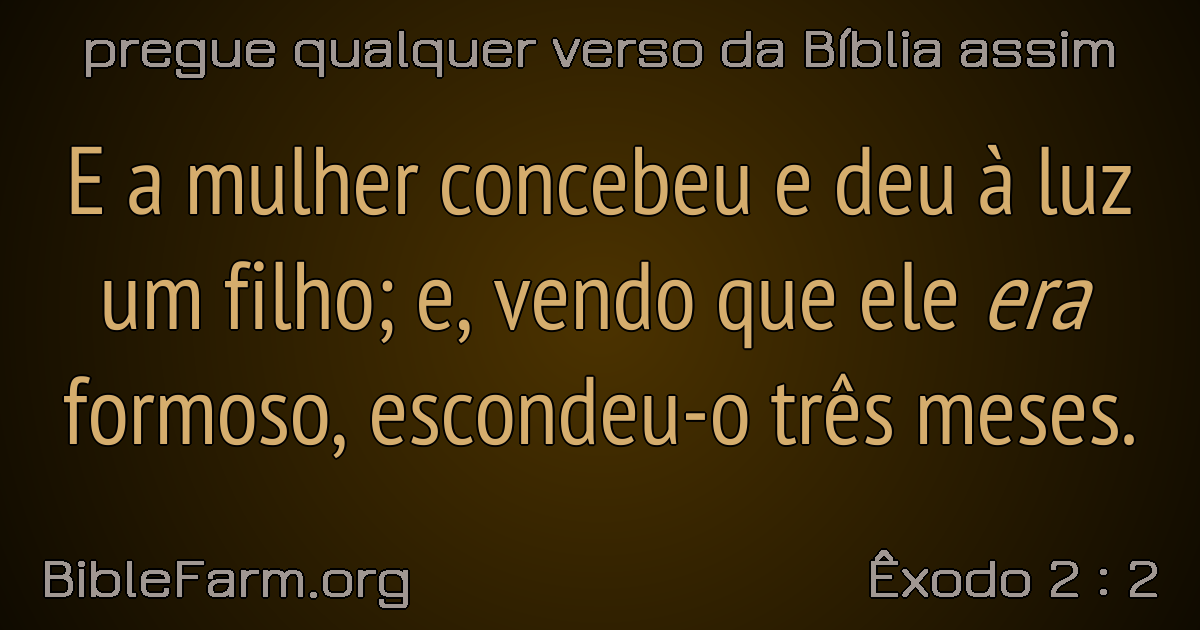 pregue qualquer verso da Bíblia assim
E a mulher concebeu e deu à luz
um filho; e, vendo que ele era
formoso, escondeu-o três meses.
BibleFarm.org
Êxodo 2 : 2